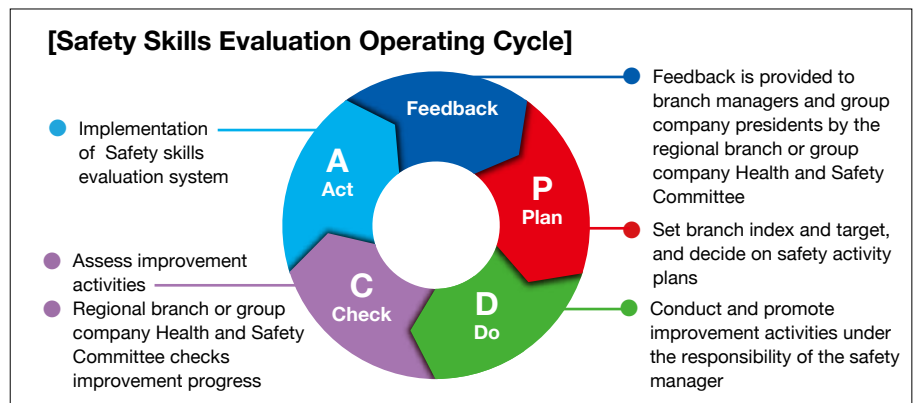 [Safety Skills Evaluation Operating Cycle]
Feedback
Feedback is provided to
branch managers and group
company presidents by the
regional branch or group
company Health and Safety
Committee
P
Plan
Set branch index and target,
and decide on safety activity
plans
D
Do
Conduct and promote
improvement activities under
the responsibility of the safety
manager
C
Check
Assess improvement
activities
Regional branch or group
company Health and Safety
Committee checks
improvement progress
A
Act
Implementation
of Safety skills
evaluation system